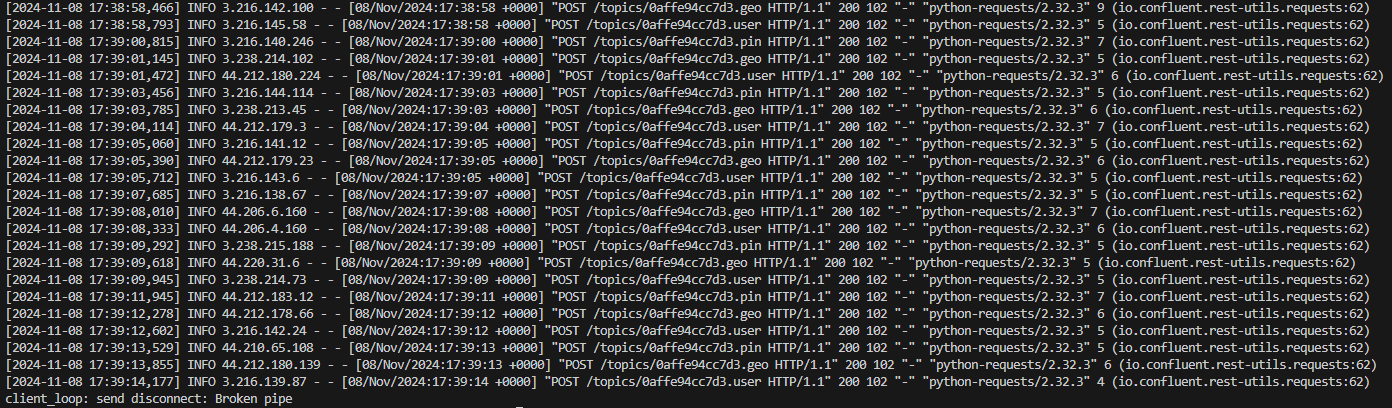 [2024-11-08 17:38:58,466] INFO 3.216.142.100 - - [08/Nov/2024:17:38:58 +0000] "POST /topics/0affe94cc7d3.geo HTTP/1.1" 200 102 "-" "python-requests/2.32.3" 9 (io.confluent.rest-utils.requests:62)
[2024-11-08 17:38:58,793] INFO 3.216.145.58 - - [08/Nov/2024:17:38:58 +0000] "POST /topics/0affe94cc7d3.user HTTP/1.1" 200 102 "-" "python-requests/2.32.3" 5 (io.confluent.rest-utils.requests:62)
[2024-11-08 17:39:00,815] INFO 3.216.140.246 - - [08/Nov/2024:17:39:00 +0000] "POST /topics/0affe94cc7d3.pin HTTP/1.1" 200 102 "-" "python-requests/2.32.3" 7 (io.confluent.rest-utils.requests:62)
[2024-11-08 17:39:01,145] INFO 3.238.214.102 - - [08/Nov/2024:17:39:01 +0000] "POST /topics/0affe94cc7d3.geo HTTP/1.1" 200 102 "-" "python-requests/2.32.3" 5 (io.confluent.rest-utils.requests:62)
[2024-11-08 17:39:01,472] INFO 44.212.180.224 - - [08/Nov/2024:17:39:01 +0000] "POST /topics/0affe94cc7d3.user HTTP/1.1" 200 102 "-" "python-requests/2.32.3" 6 (io.confluent.rest-utils.requests:62)
[2024-11-08 17:39:03,456] INFO 3.216.144.114 - - [08/Nov/2024:17:39:03 +0000] "POST /topics/0affe94cc7d3.pin HTTP/1.1" 200 102 "-" "python-requests/2.32.3" 5 (io.confluent.rest-utils.requests:62)
[2024-11-08 17:39:03,785] INFO 3.238.213.45 - - [08/Nov/2024:17:39:03 +0000] "POST /topics/0affe94cc7d3.geo HTTP/1.1" 200 102 "-" "python-requests/2.32.3" 6 (io.confluent.rest-utils.requests:62)
[2024-11-08 17:39:04,114] INFO 44.212.179.3 - - [08/Nov/2024:17:39:04 +0000] "POST /topics/0affe94cc7d3.user HTTP/1.1" 200 102 "-" "python-requests/2.32.3" 7 (io.confluent.rest-utils.requests:62)
[2024-11-08 17:39:05,060] INFO 3.216.141.12 - - [08/Nov/2024:17:39:05 +0000] "POST /topics/0affe94cc7d3.pin HTTP/1.1" 200 102 "-" "python-requests/2.32.3" 5 (io.confluent.rest-utils.requests:62)
[2024-11-08 17:39:05,390] INFO 44.212.179.23 - - [08/Nov/2024:17:39:05 +0000] "POST /topics/0affe94cc7d3.geo HTTP/1.1" 200 102 "-" "python-requests/2.32.3" 6 (io.confluent.rest-utils.requests:62)
[2024-11-08 17:39:05,712] INFO 3.216.143.6 - - [08/Nov/2024:17:39:05 +0000] "POST /topics/0affe94cc7d3.user HTTP/1.1" 200 102 "-" "python-requests/2.32.3" 5 (io.confluent.rest-utils.requests:62)
[2024-11-08 17:39:07,685] INFO 3.216.138.67 - - [08/Nov/2024:17:39:07 +0000] "POST /topics/0affe94cc7d3.pin HTTP/1.1" 200 102 "-" "python-requests/2.32.3" 5 (io.confluent.rest-utils.requests:62)
[2024-11-08 17:39:08,010] INFO 44.206.6.160 - - [08/Nov/2024:17:39:08 +0000] "POST /topics/0affe94cc7d3.geo HTTP/1.1" 200 102 "-" "python-requests/2.32.3" 7 (io.confluent.rest-utils.requests:62)
[2024-11-08 17:39:08,333] INFO 44.206.4.160 - - [08/Nov/2024:17:39:08 +0000] "POST /topics/0affe94cc7d3.user HTTP/1.1" 200 102 "-" "python-requests/2.32.3" 6 (io.confluent.rest-utils.requests:62)
[2024-11-08 17:39:09,292] INFO 3.238.215.188 - - [08/Nov/2024:17:39:09 +0000] "POST /topics/0affe94cc7d3.pin HTTP/1.1" 200 102 "-" "python-requests/2.32.3" 5 (io.confluent.rest-utils.requests:62)
[2024-11-08 17:39:09,618] INFO 44.220.31.6 - - [08/Nov/2024:17:39:09 +0000] "POST /topics/0affe94cc7d3.geo HTTP/1.1" 200 102 "-" "python-requests/2.32.3" 5 (io.confluent.rest-utils.requests:62)
[2024-11-08 17:39:09,945] INFO 3.238.214.73 - - [08/Nov/2024:17:39:09 +0000] "POST /topics/0affe94cc7d3.user HTTP/1.1" 200 102 "-" "python-requests/2.32.3" 5 (io.confluent.rest-utils.requests:62)
[2024-11-08 17:39:11,945] INFO 44.212.183.12 - - [08/Nov/2024:17:39:11 +0000] "POST /topics/0affe94cc7d3.pin HTTP/1.1" 200 102 "-" "python-requests/2.32.3" 7 (io.confluent.rest-utils.requests:62)
[2024-11-08 17:39:12,278] INFO 44.212.178.66 - - [08/Nov/2024:17:39:12 +0000] "POST /topics/0affe94cc7d3.geo HTTP/1.1" 200 102 "-" "python-requests/2.32.3" 6 (io.confluent.rest-utils.requests:62)
[2024-11-08 17:39:12,602] INFO 3.216.142.24 - - [08/Nov/2024:17:39:12 +0000] "POST /topics/0affe94cc7d3.user HTTP/1.1" 200 102 "-" "python-requests/2.32.3" 5 (io.confluent.rest-utils.requests:62)
[2024-11-08 17:39:13,529] INFO 44.210.65.108 - - [08/Nov/2024:17:39:13 +0000] "POST /topics/0affe94cc7d3.pin HTTP/1.1" 200 102 "-" "python-requests/2.32.3" 5 (io.confluent.rest-utils.requests:62)
[2024-11-08 17:39:13,855] INFO 44.212.180.139 - - [08/Nov/2024:17:39:13 +0000] "POST /topics/0affe94cc7d3.geo HTTP/1.1" 200 102 "-" "python-requests/2.32.3" 6 (io.confluent.rest-utils.requests:62)
[2024-11-08 17:39:14,177] INFO 3.216.139.87 - - [08/Nov/2024:17:39:14 +0000] "POST /topics/0affe94cc7d3.user HTTP/1.1" 200 102 "-" "python-requests/2.32.3" 4 (io.confluent.rest-utils.requests:62)
client_loop: send disconnect: Broken pipe